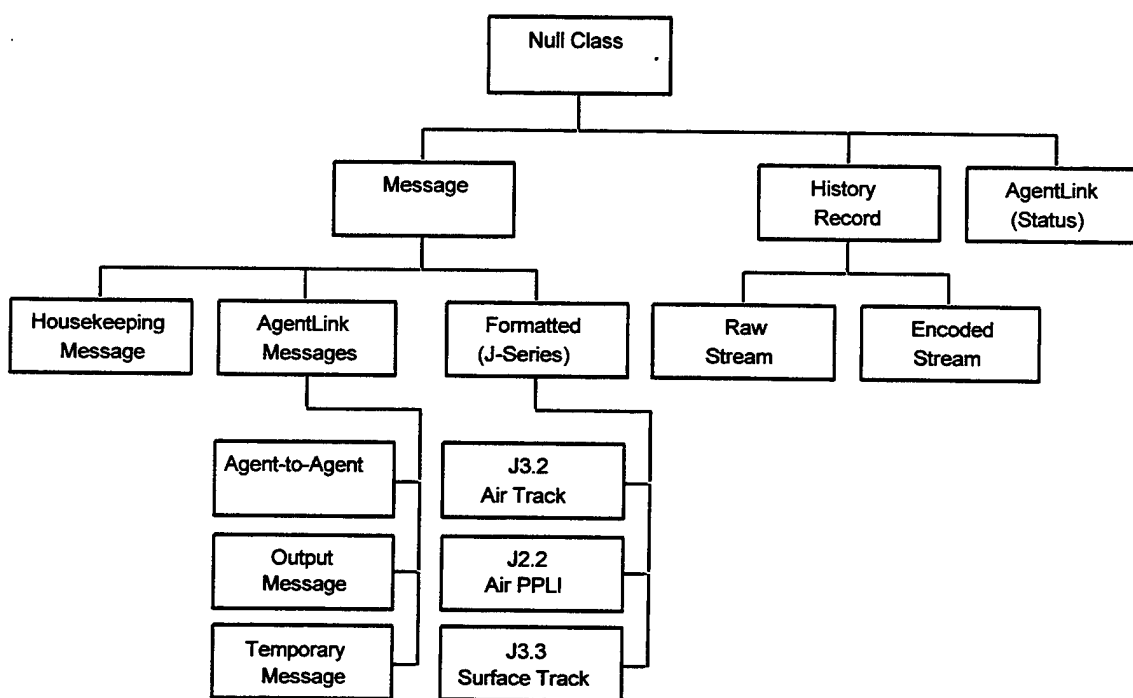 Null Class
Message
History
Record
AgentLink
(Status)
Housekeeping
Message
AgentLink
Messages
Formatted
(J-Series)
Raw
Stream
Encoded
Stream
Agent-to-Agent
Output
Message
Temporary
Message
J3.2
Air Track
J2.2
Air PPLI
J3.3
Surface Track